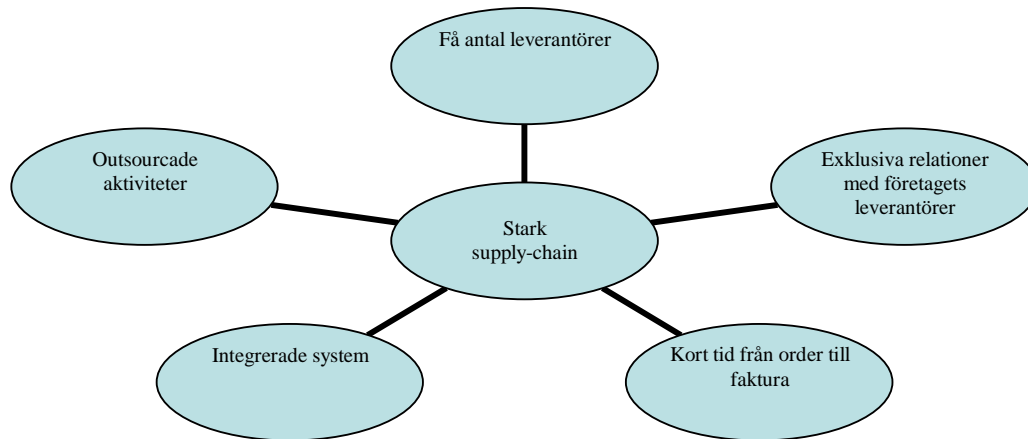 Få antal leverantörer
Outsourcade
aktiviteter
Exklusiva relationer
med företagets
leverantörer
Stark
supply-chain
Integrerade system
Kort tid från order till
faktura